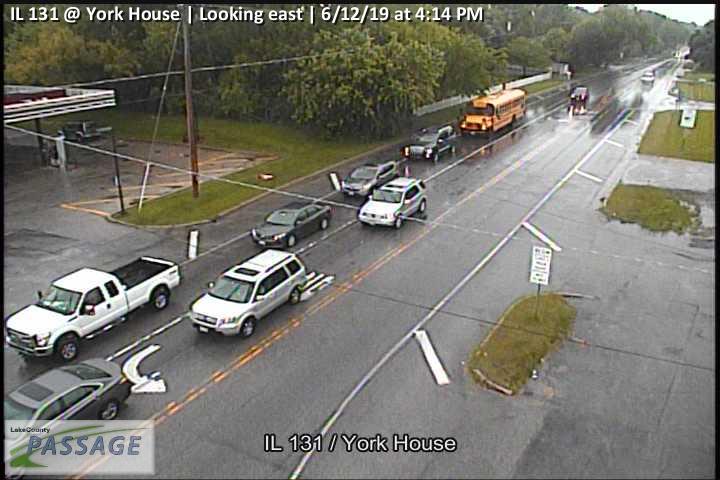 IL 131 @ York House | Looking east | 6/12/19 at 4:14 PM
LakeCounty
PASSAGE
IL 131 / York House